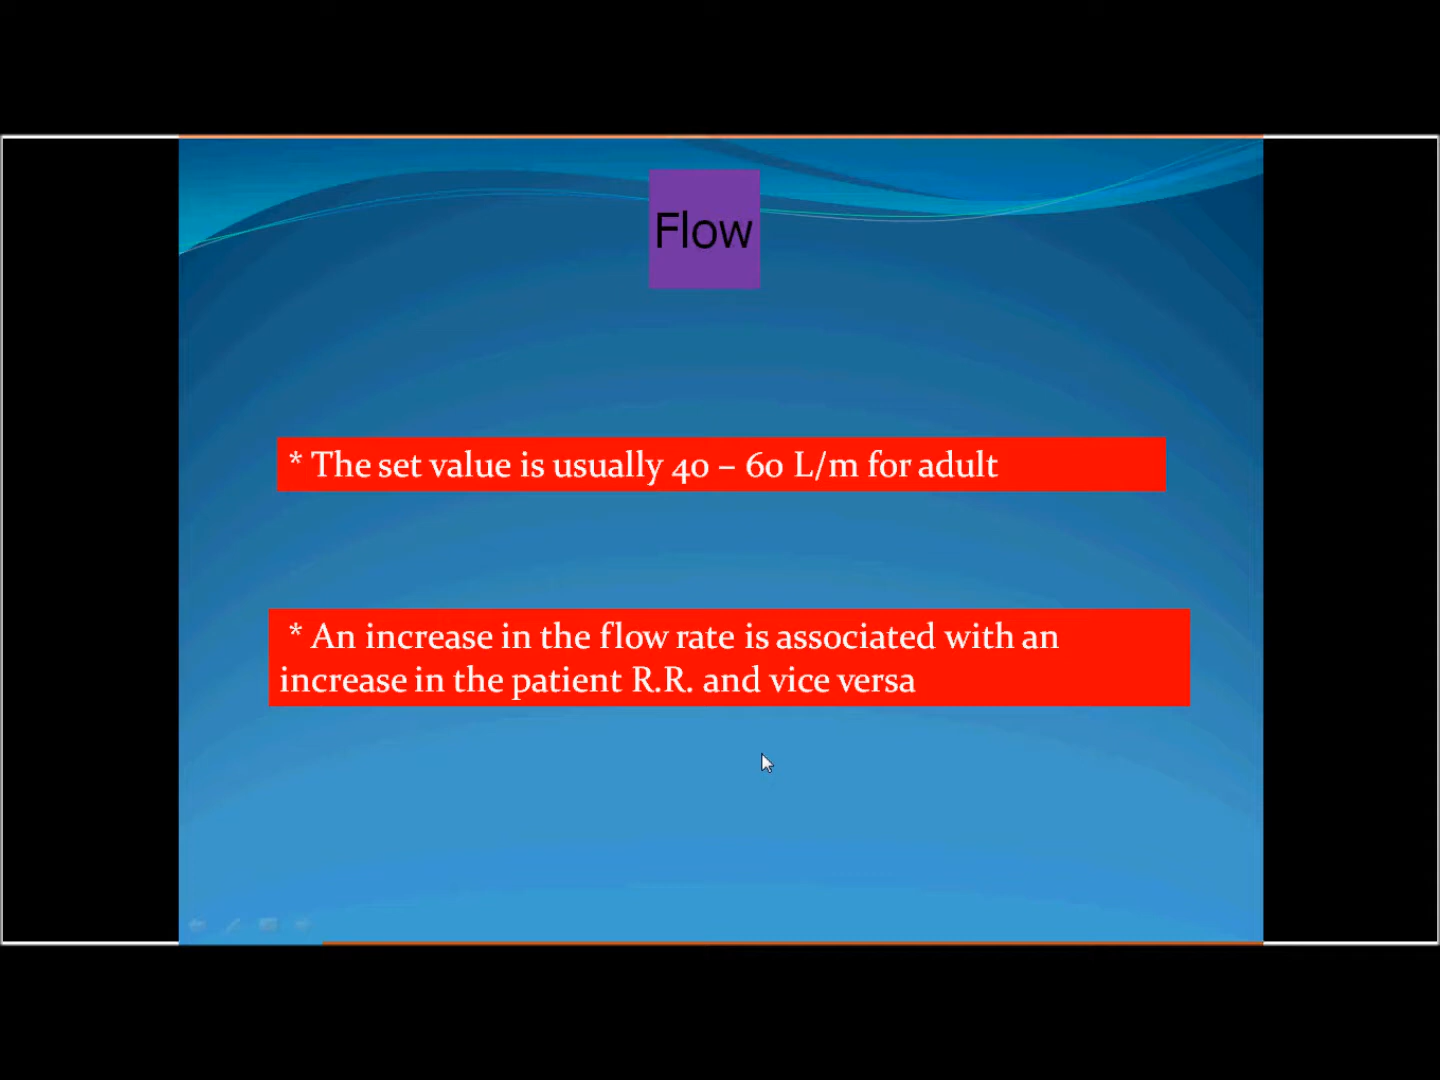 Flow
* The set value is usually 40 – 60 L/m for adult
* An increase in the flow rate is associated with an
increase in the patient R.R. and vice versa